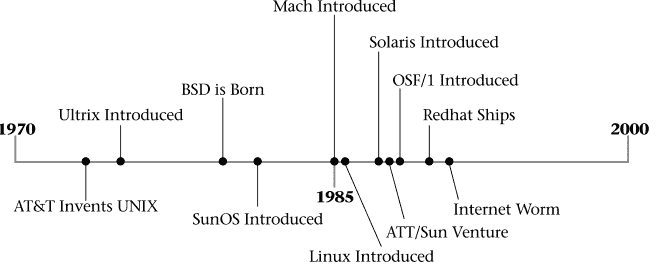 Mach Introduced
Solaris Introduced
OSF/1 Introduced
BSD is Born
Ultrix Introduced
Redhat Ships
1970
2000
1985
AT&T Invents UNIX
SunOS Introduced
Internet Worm
ATT/Sun Venture
Linux Introduced